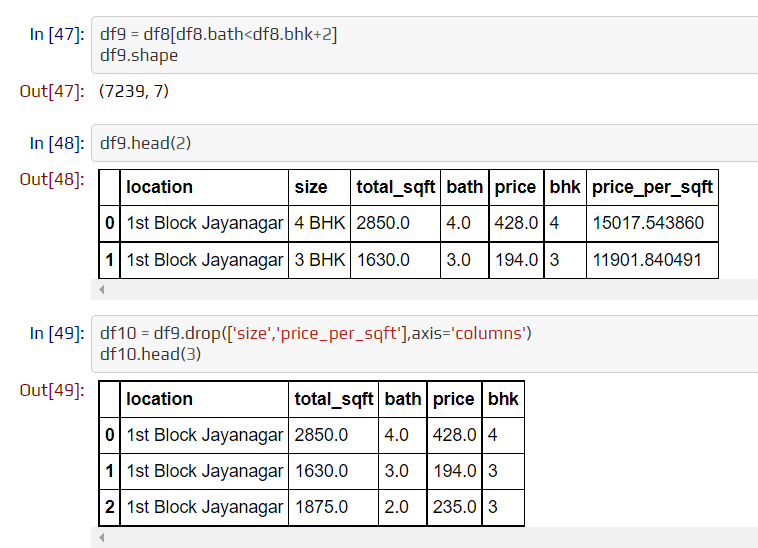 In [47]: df9 = df8[df8.bath<df8.bhk+2]
df9.shape
Out[47]: (7239, 7)
In [48]: df9.head(2)
Out[48]: location size total_sqft bath price bhk price_per_sqft
0 1st Block Jayanagar 4 BHK 2850.0 4.0 428.0 4 15017.543860
1 1st Block Jayanagar 3 BHK 1630.0 3.0 194.0 3 11901.840491
In [49]: df10 = df9.drop(['size','price_per_sqft'],axis='columns')
df10.head(3)
Out[49]: location total_sqft bath price bhk
0 1st Block Jayanagar 2850.0 4.0 428.0 4
1 1st Block Jayanagar 1630.0 3.0 194.0 3
2 1st Block Jayanagar 1875.0 2.0 235.0 3